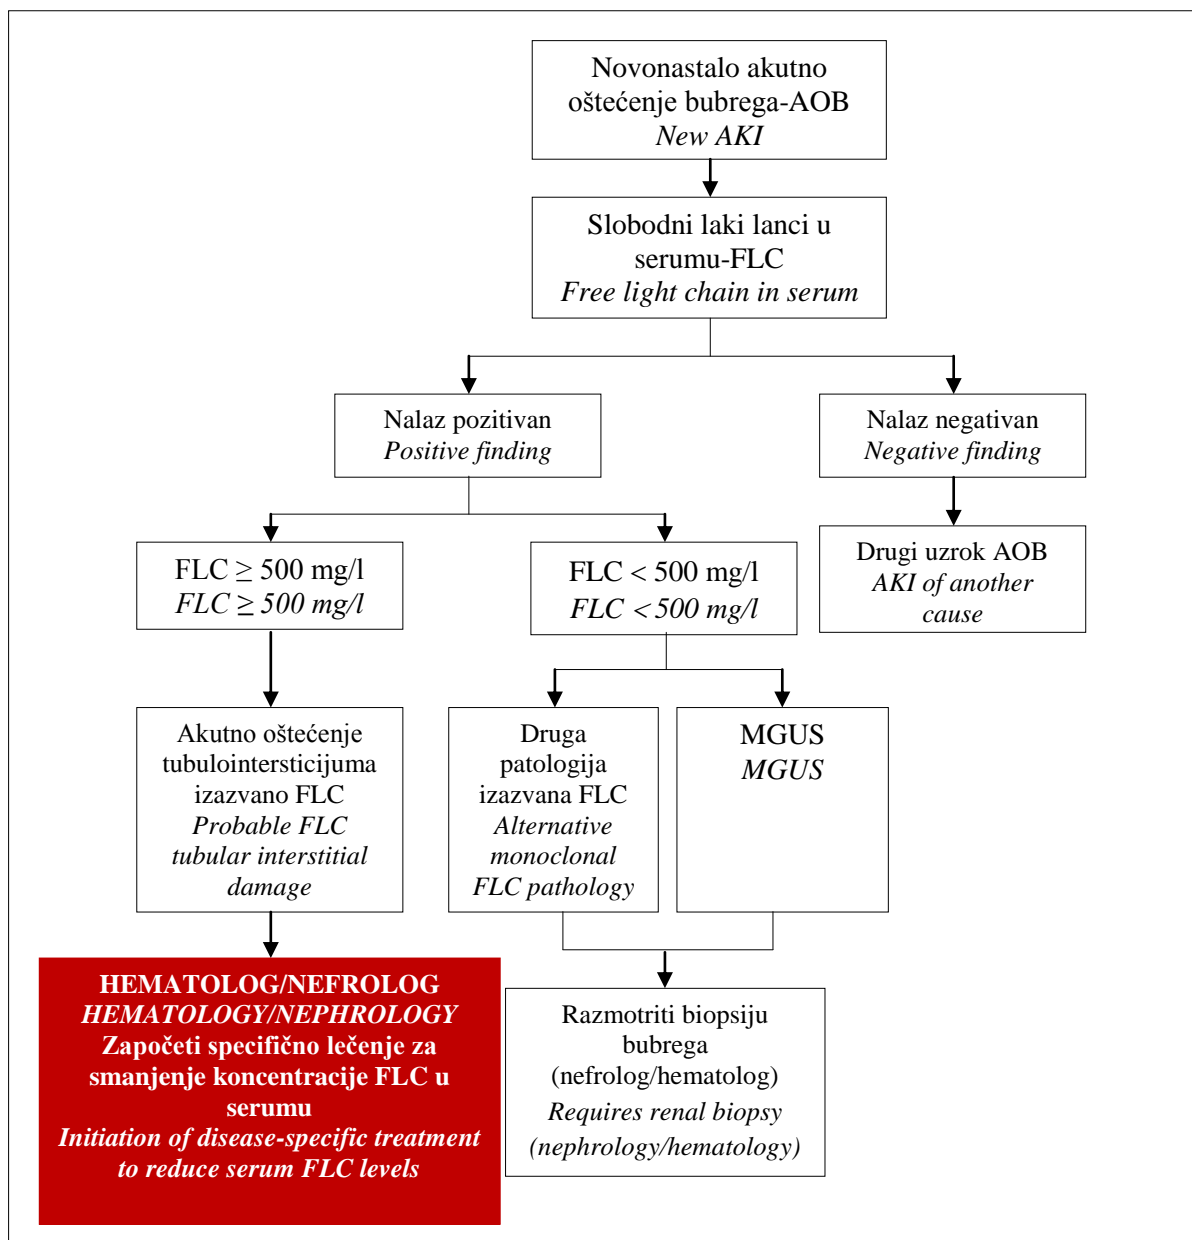 Novonastalo akutno
oštećenje bubrega-AOB
New AKI
Slobodni laki lanci u
serumu-FLC
Free light chain in serum
Nalaz pozitivan
Positive finding
Nalaz negativan
Negative finding
FLC ≥ 500 mg/l
FLC ≥ 500 mg/l
FLC < 500 mg/l
FLC < 500 mg/l
Drugi uzrok AOB
AKI of another
cause
Akutno oštećenje
tubulointersticijuma
izazvano FLC
Probable FLC
tubular interstitial
damage
Druga
patologija
izazvana FLC
Alternative
monoclonal
FLC pathology
MGUS
MGUS
HEMATOLOG/NEFROLOG
HEMATOLOGY/NEPHROLOGY
Započeti specifično lečenje za
smanjenje koncentracije FLC u
serumu
Initiation of disease-specific treatment
to reduce serum FLC levels
Razmotriti biopsiju
bubrega
(nefrolog/hematolog)
Requires renal biopsy
(nephrology/hematology)